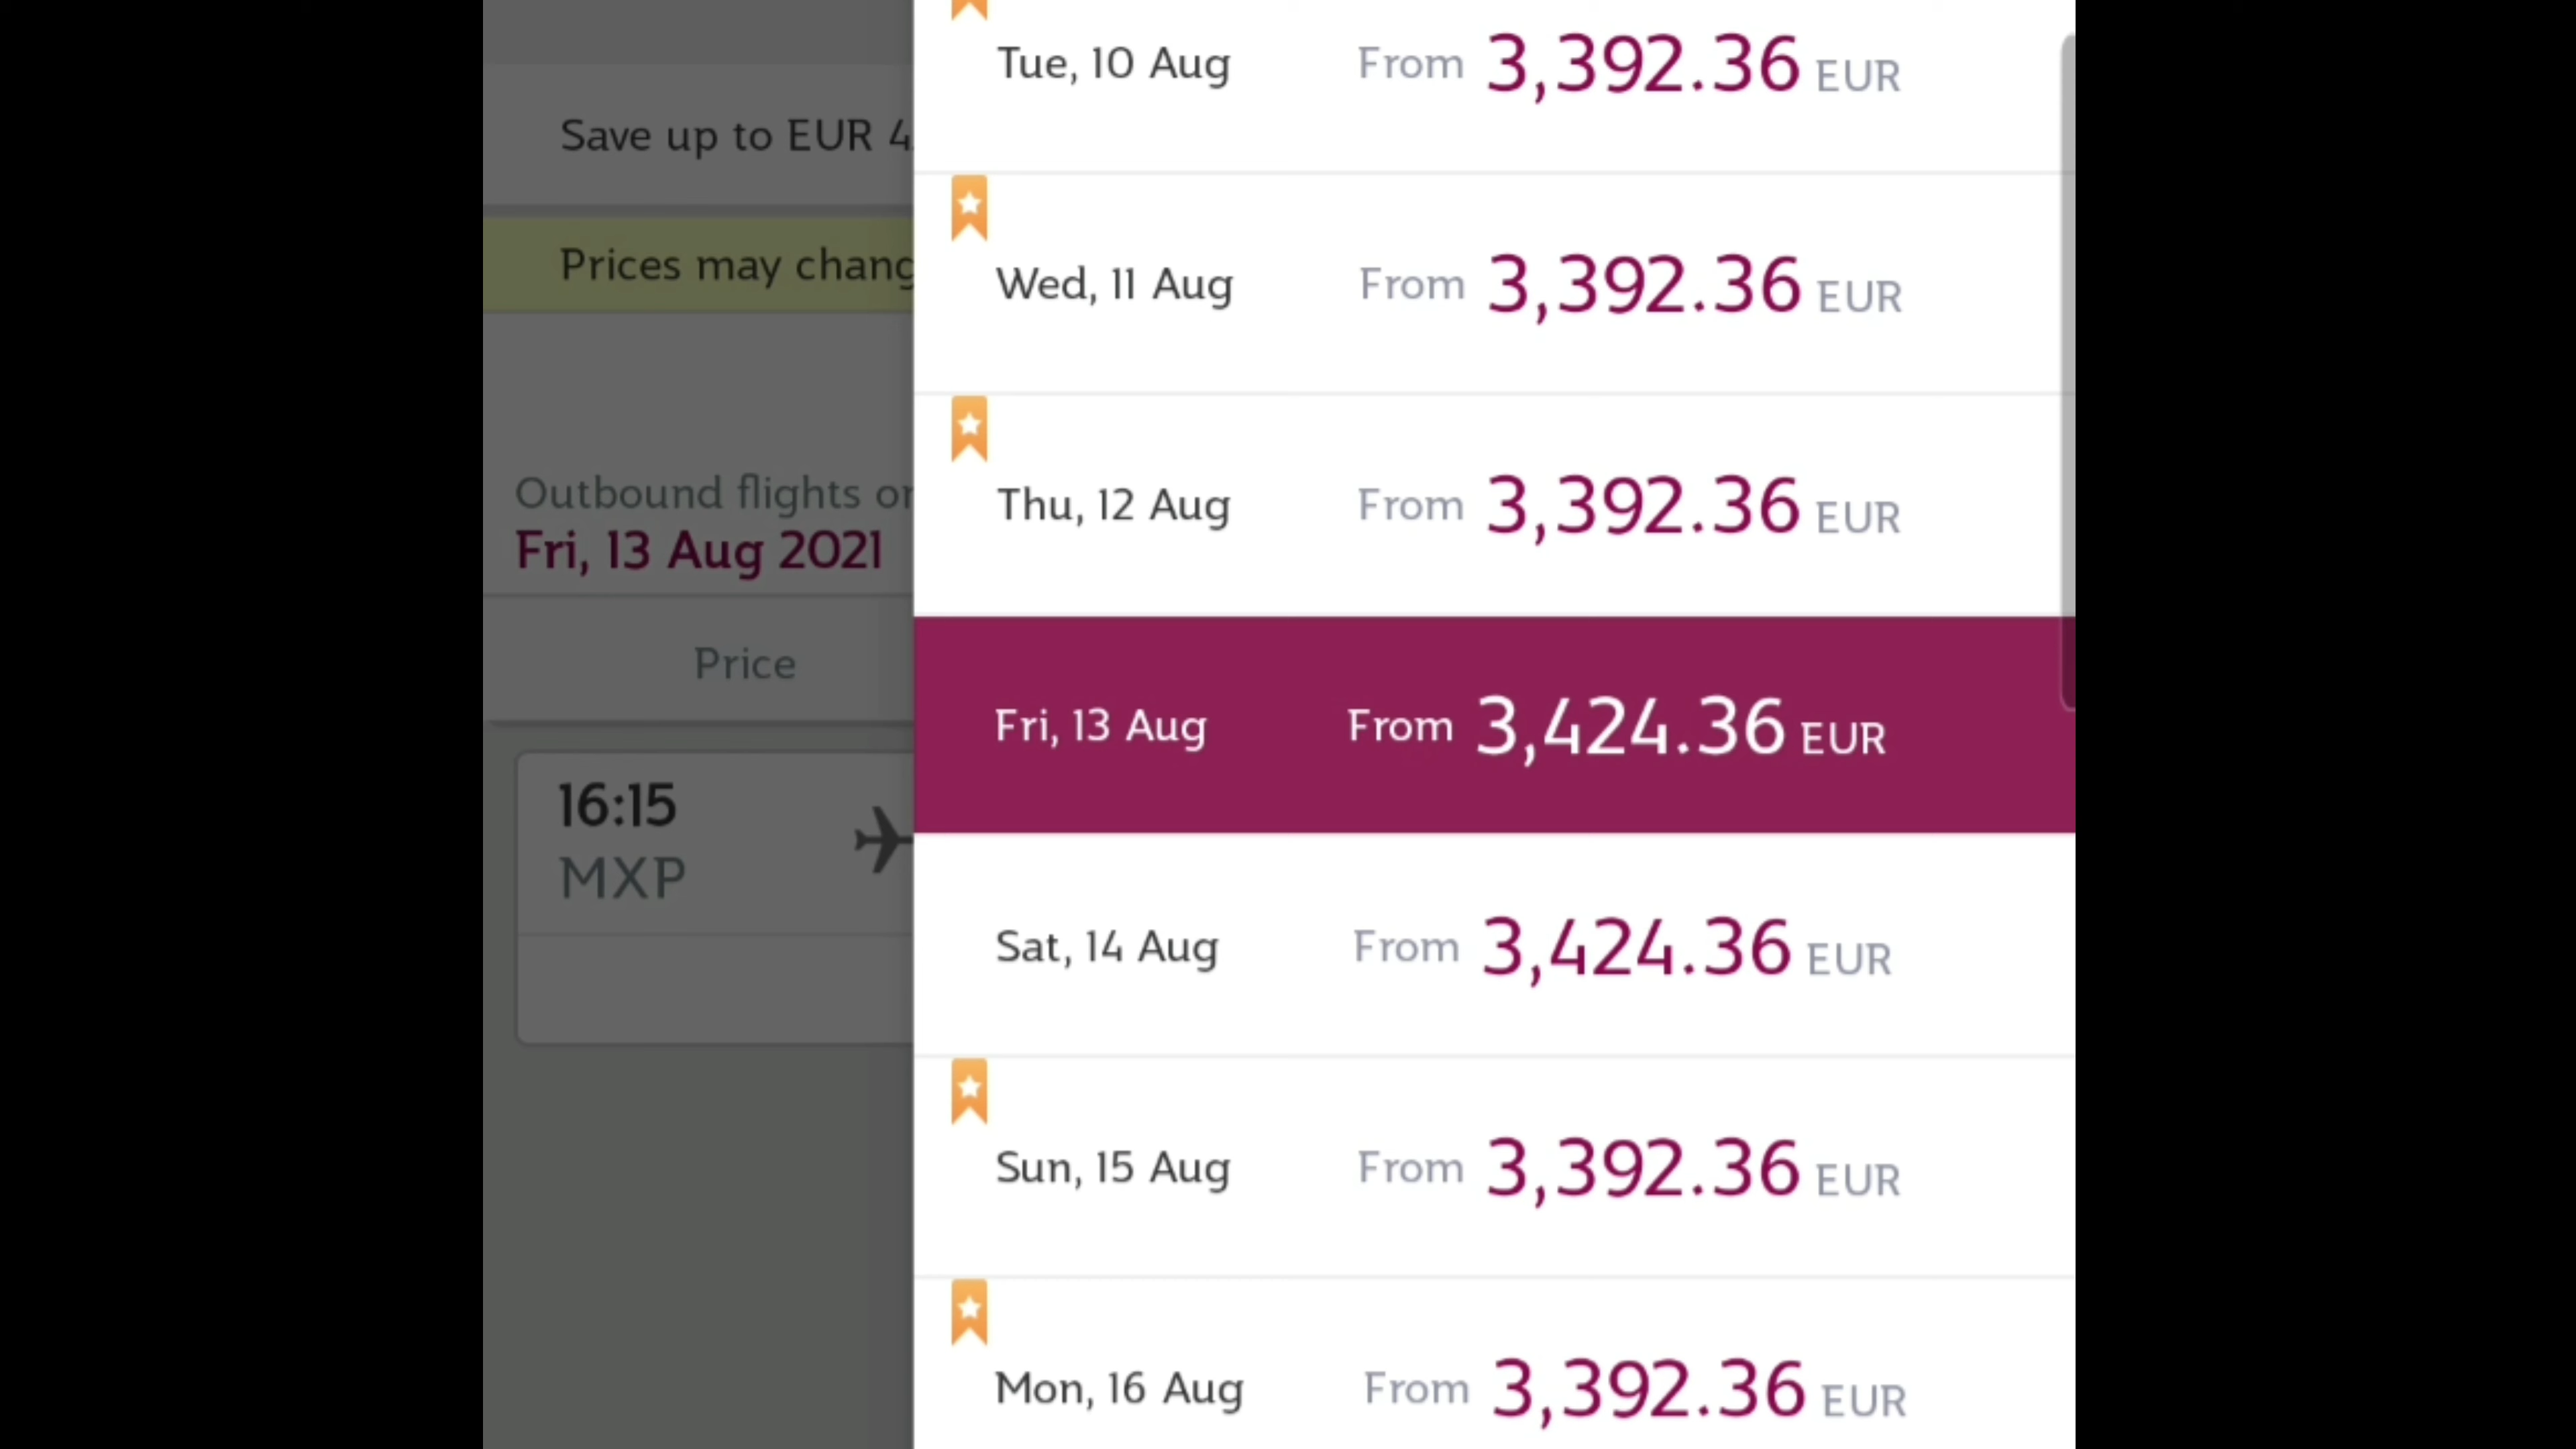 Save up to EUR 4
Prices may chang
Outbound flights or
Fri, 13 Aug 2021
Price
16:15
MXP
Tue, 10 Aug From 3,392.36 EUR
Wed, 11 Aug From 3,392.36 EUR
Thu, 12 Aug From 3,392.36 EUR
Fri, 13 Aug From 3,424.36 EUR
Sat, 14 Aug From 3,424.36 EUR
Sun, 15 Aug From 3,392.36 EUR
Mon, 16 Aug From 3,392.36 EUR